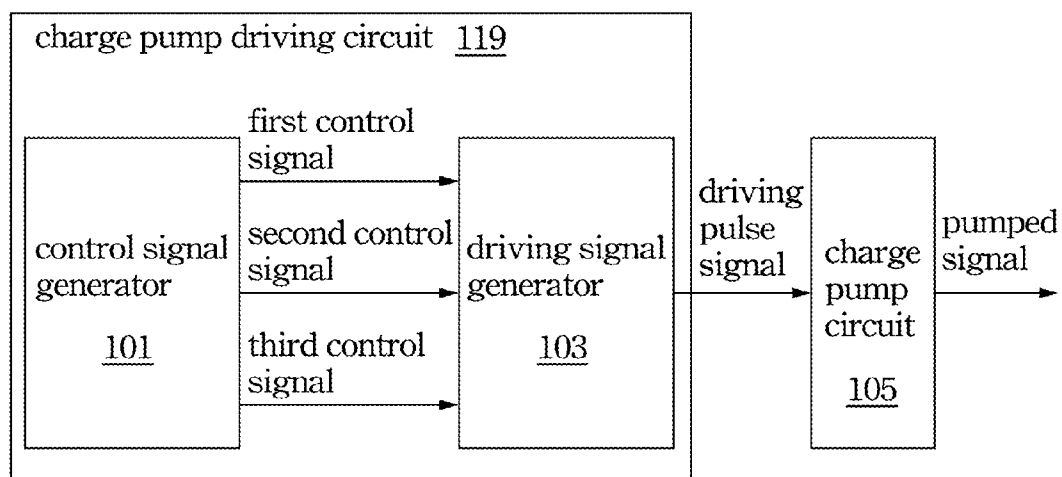 charge pump driving circuit 119
first control
signal
control signal
generator
101
second control
signal
third control
signal
driving signal
generator
103
driving
pulse
signal
charge
pump
circuit
105
pumped
signal